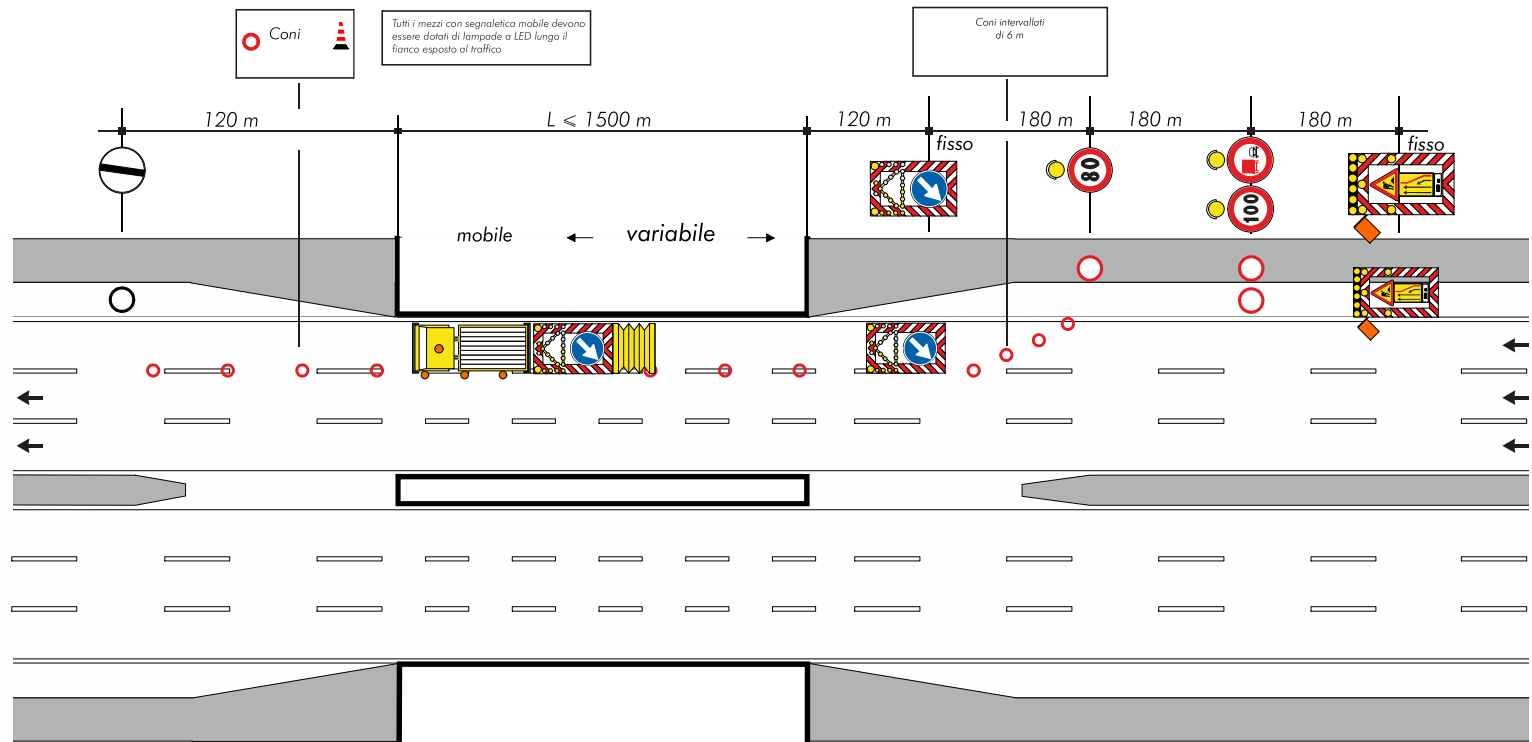 Coni
Tutti i mezzi con segnaletica mobile devono
essere dotati di lampade a LED lungo il
fianco esposto al traffico
Coni intervallati
di 6 m
120 m
L ⩽ 1500 m
120 m
180 m
180 m
180 m
fisso
fisso
80
100
mobile
variabile